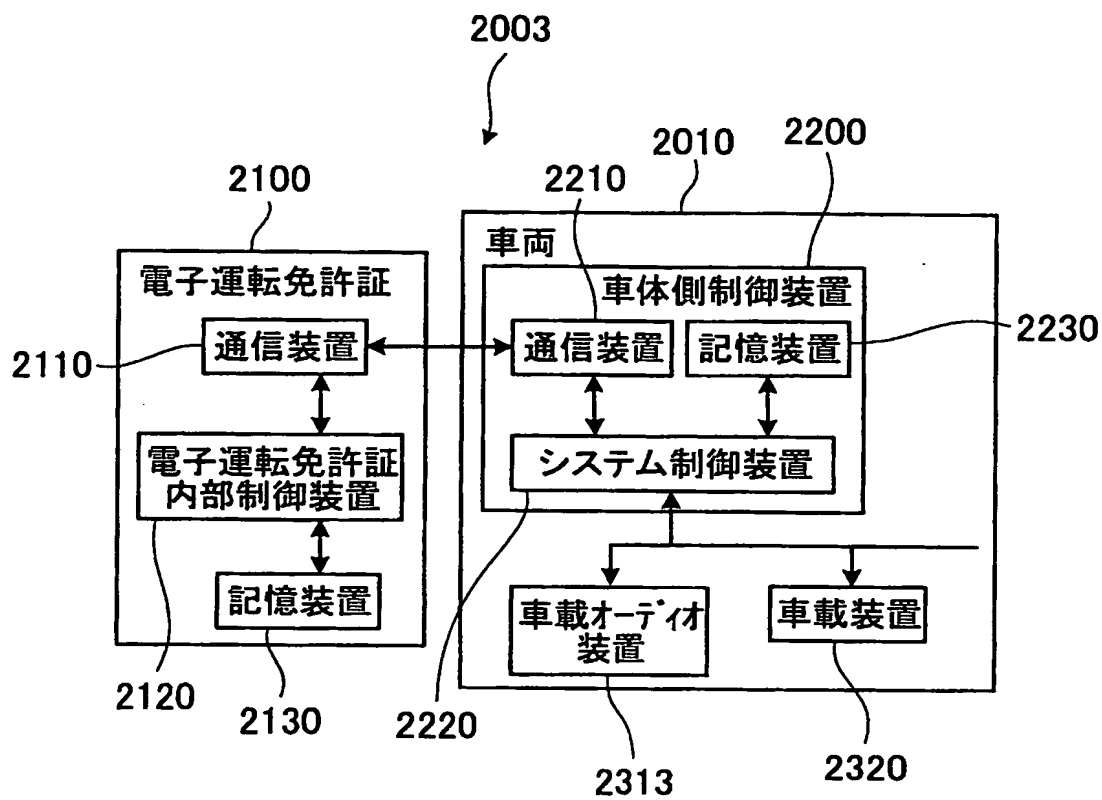 2003
2010
2200
2100
2210
車両
電子運転免許証
車体側制御装置
2230
通信装置
通信装置
記憶装置
2110
電子運転免許証
内部制御装置
システム制御装置
記憶装置
車載オーディオ
装置
車載装置
2120
2130
2220
2313
2320